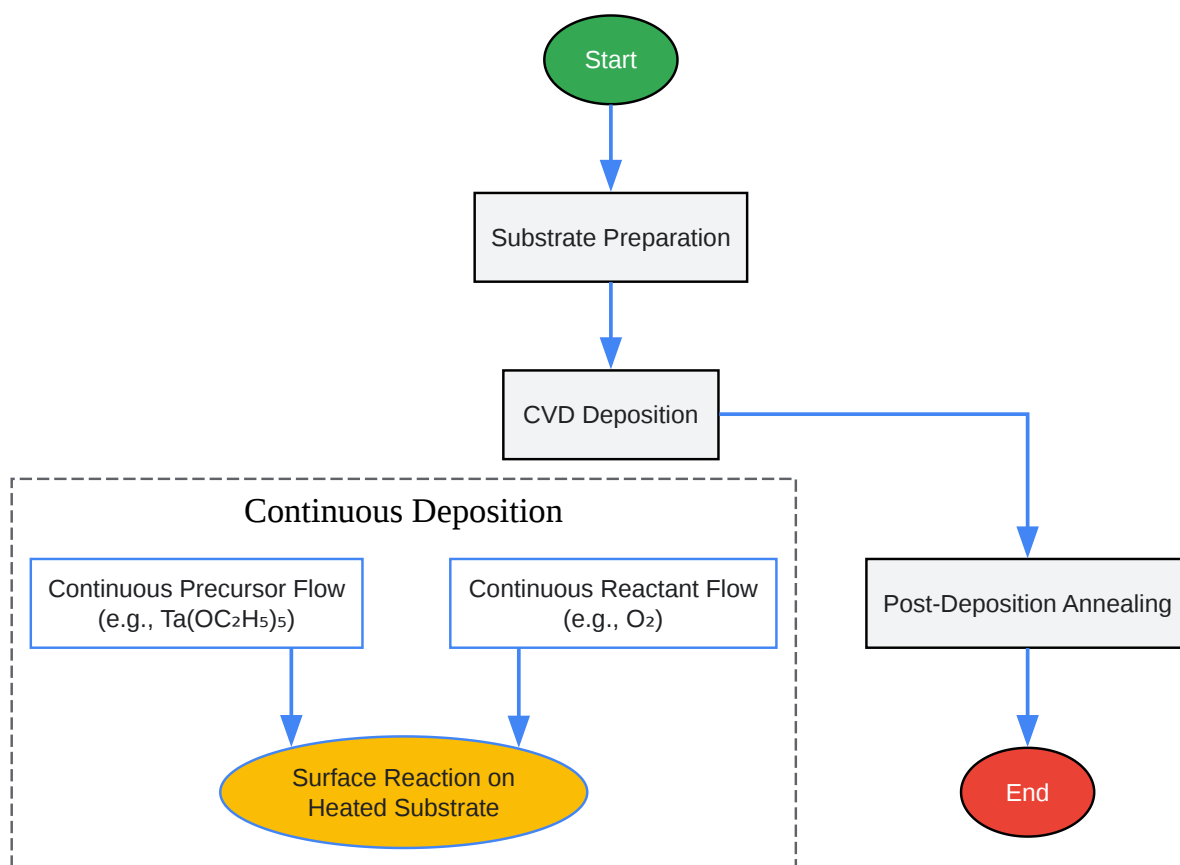 Start
Substrate Preparation
CVD Deposition
Continuous Deposition
Continuous Precursor Flow
(e.g., Ta(OC₂H₅)₅)
Continuous Reactant Flow
(e.g., O₂)
Post-Deposition Annealing
Surface Reaction on
Heated Substrate
End